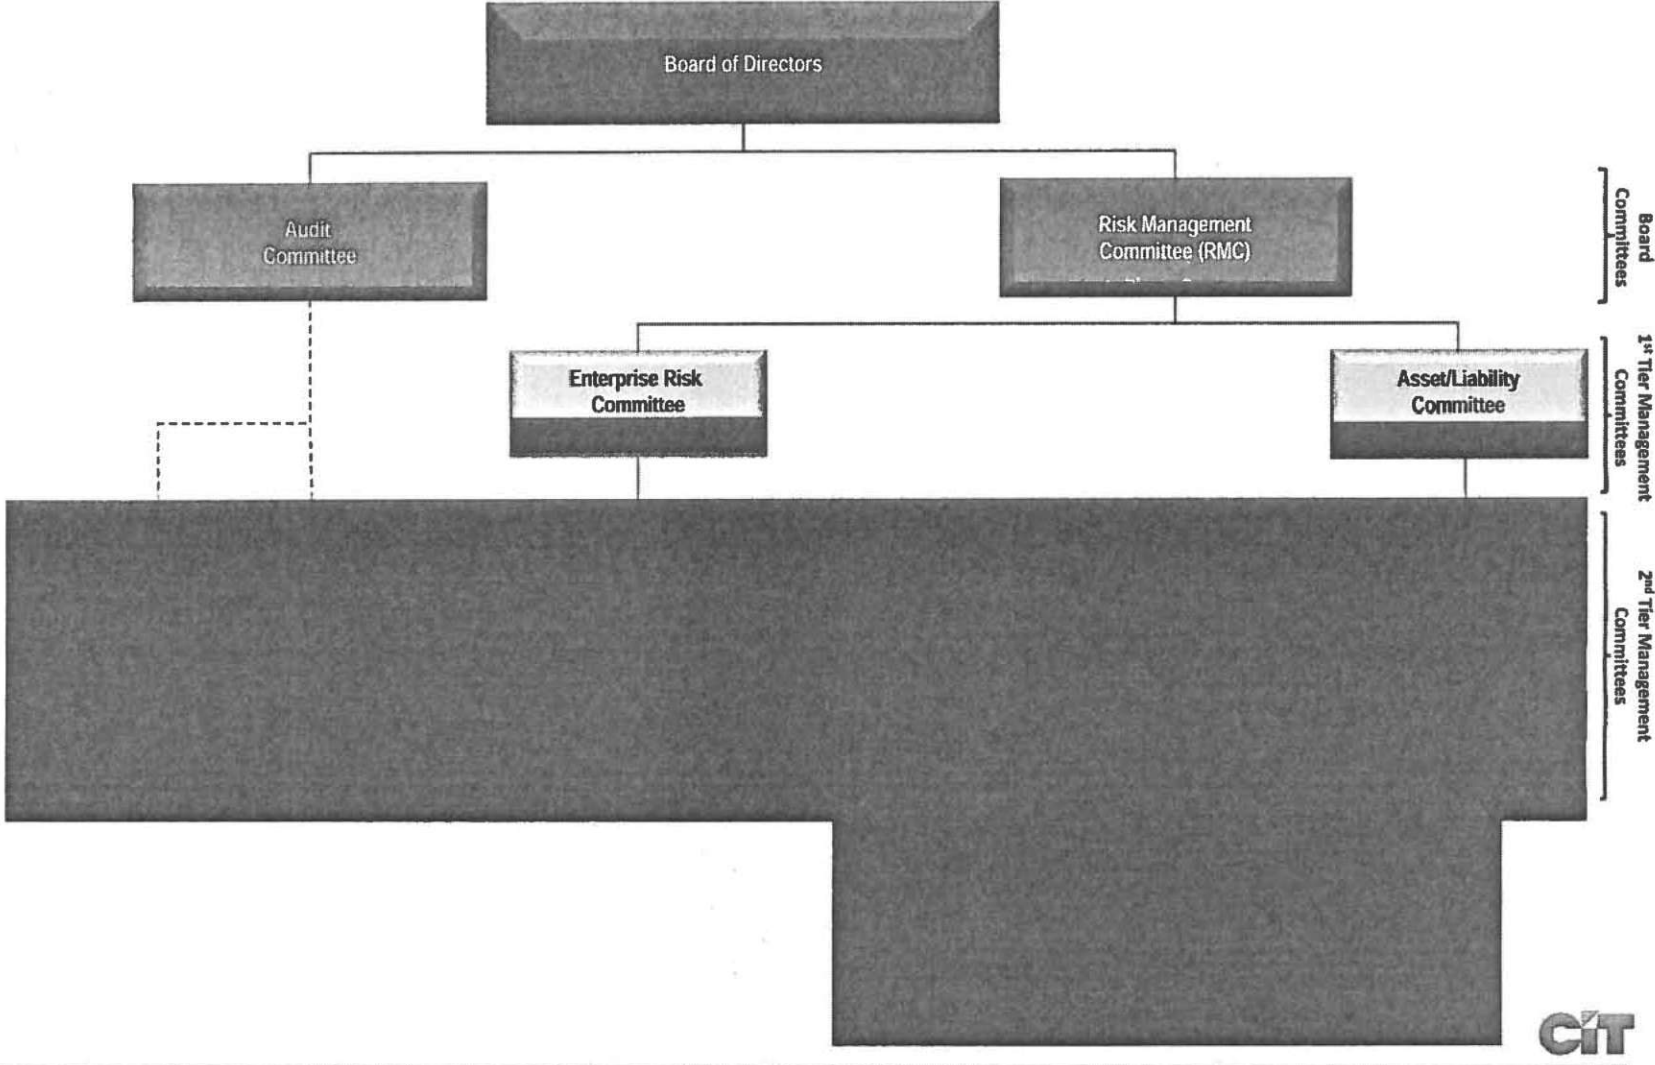 Board of Directors
Audit
Committee
Risk Management
Committee (RMC)
Board
Committees
Enterprise Risk
Committee
Asset/Liability
Committee
1st Tier Management
Committees
2nd Tier Management
Committees
CIT